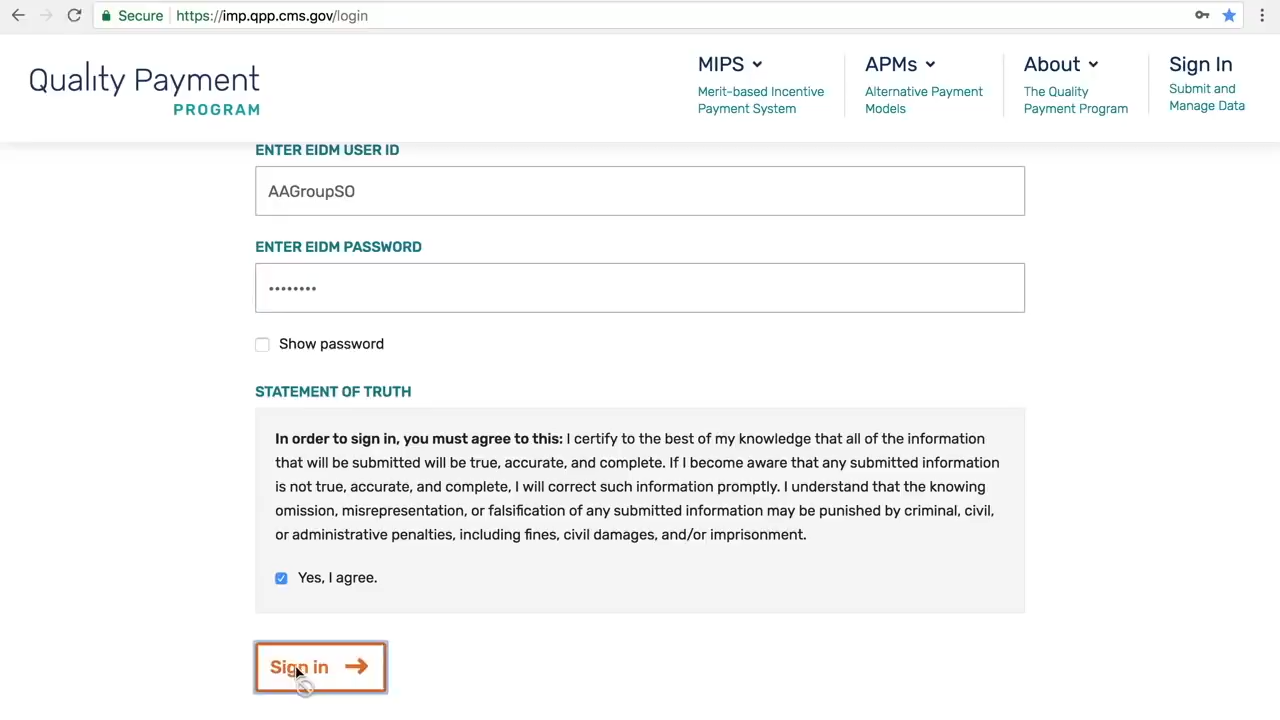 Secure https://imp.qpp.cms.gov/login
Quality Payment
PROGRAM
MIPS
Merit-based Incentive
Payment System
APMs
Alternative Payment
Models
About
The Quality
Payment Program
Sign In
Submit and
Manage Data
ENTER EIDM USER ID
AAGroupSO
ENTER EIDM PASSWORD
••••••••
Show password
STATEMENT OF TRUTH
In order to sign in, you must agree to this: I certify to the best of my knowledge that all of the information
that will be submitted will be true, accurate, and complete. If I become aware that any submitted information
is not true, accurate, and complete, I will correct such information promptly. I understand that the knowing
omission, misrepresentation, or falsification of any submitted information may be punished by criminal, civil,
or administrative penalties, including fines, civil damages, and/or imprisonment.
Yes, I agree.
Sign in